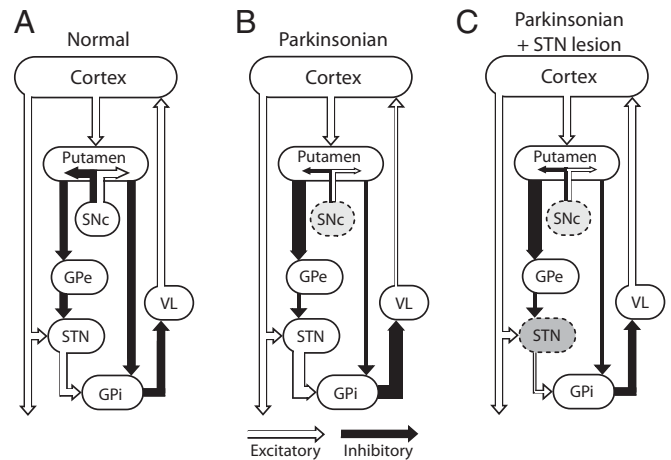 A
Normal
Cortex
Putamen
SNc
GPe
STN
VL
GPi
B
Parkinsonian
Cortex
Putamen
SNc
GPe
STN
VL
GPi
C
Parkinsonian
+ STN lesion
Cortex
Putamen
SNc
GPe
STN
VL
GPi
Excitatory
Inhibitory